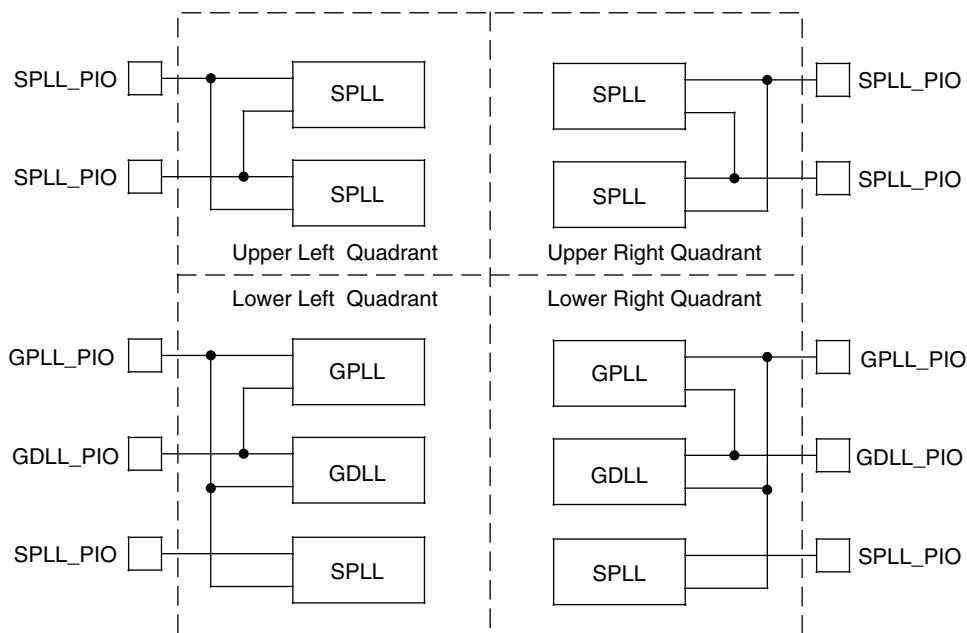 SPLL_PIO
SPLL
SPLL
SPLL_PIO
SPLL_PIO
SPLL
SPLL
SPLL_PIO
Upper Left Quadrant
Upper Right Quadrant
Lower Left Quadrant
Lower Right Quadrant
GPLL_PIO
GPLL
GPLL
GPLL_PIO
GDLL_PIO
GDLL
GDLL
GDLL_PIO
SPLL_PIO
SPLL
SPLL
SPLL_PIO